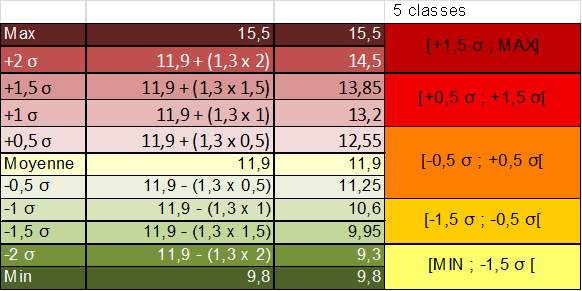 5 classes
Max 15,5 15,5
+2 σ 11,9 + (1,3 x 2) 14,5
[+1,5 σ ; MAX]
+1,5 σ 11,9 + (1,3 x 1,5) 13,85
+1 σ 11,9 + (1,3 x 1) 13,2
[+0,5 σ ; +1,5 σ[
+0,5 σ 11,9 + (1,3 x 0,5) 12,55
Moyenne 11,9 11,9
[-0,5 σ ; +0,5 σ[
-0,5 σ 11,9 - (1,3 x 0,5) 11,25
-1 σ 11,9 - (1,3 x 1) 10,6
[-1,5 σ ; -0,5 σ[
-1,5 σ 11,9 - (1,3 x 1,5) 9,95
-2 σ 11,9 - (1,3 x 2) 9,3
[MIN ; -1,5 σ [
Min 9,8 9,8